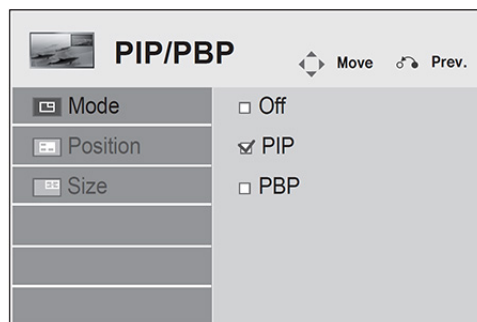 PIP/PBP
Move
Prev.
Mode
Off
Position
PIP
Size
PBP